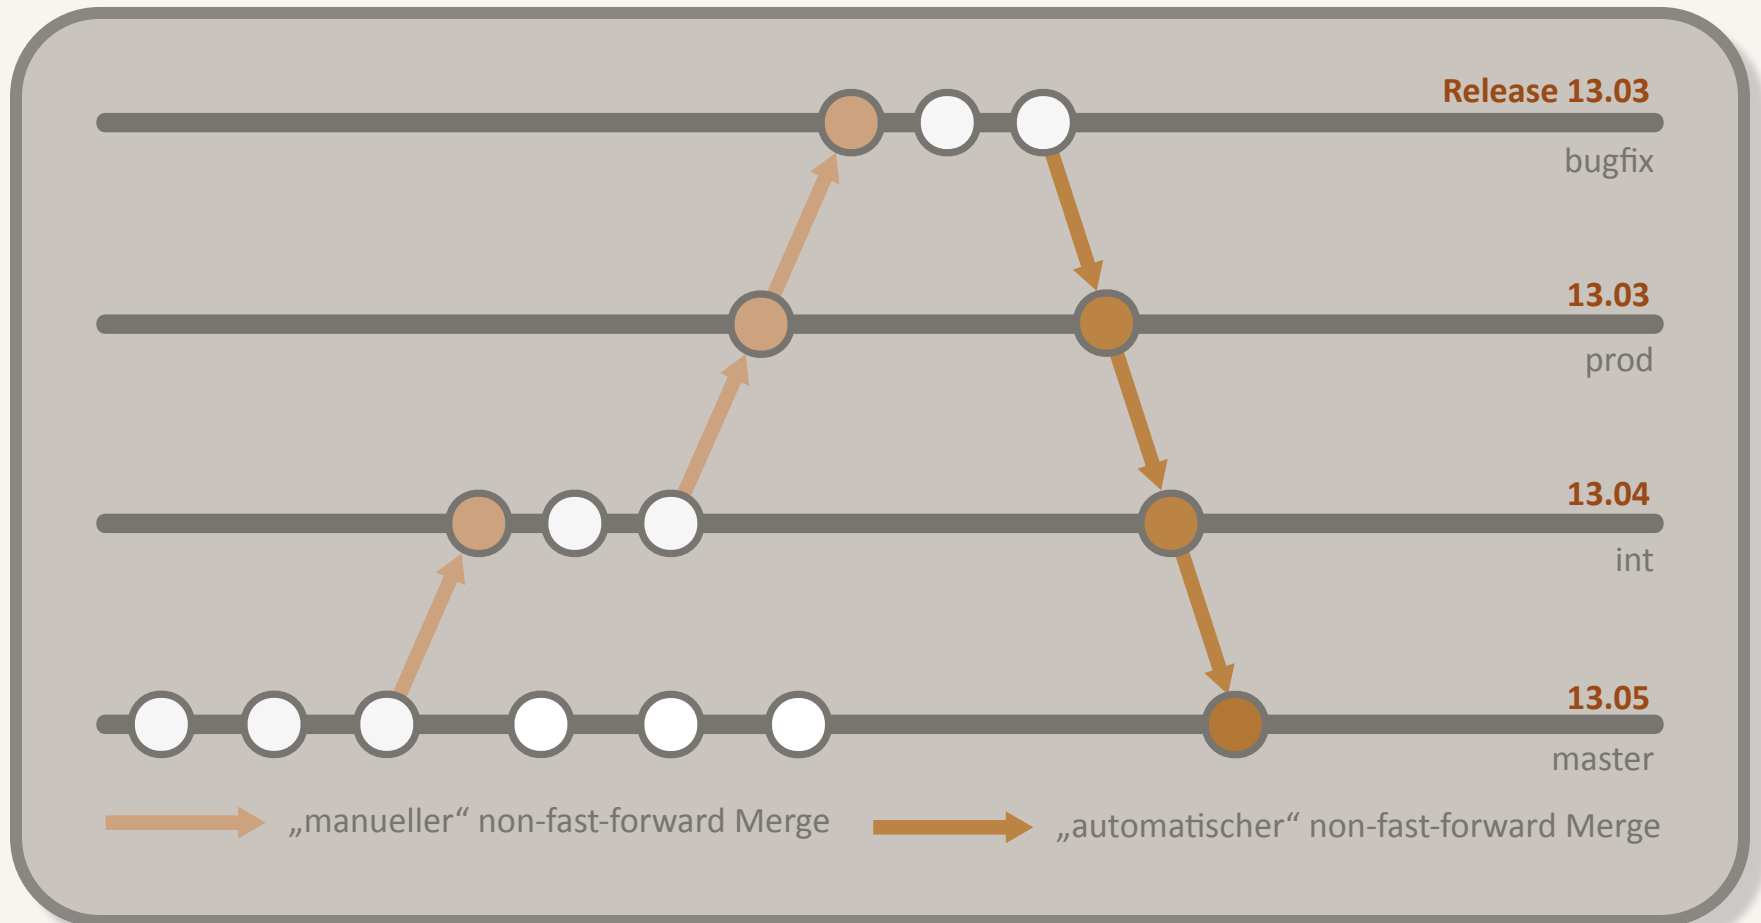 Release 13.03
bugfix
13.03
prod
13.04
int
13.05
master
„manueller“ non-fast-forward Merge
„automatischer“ non-fast-forward Merge